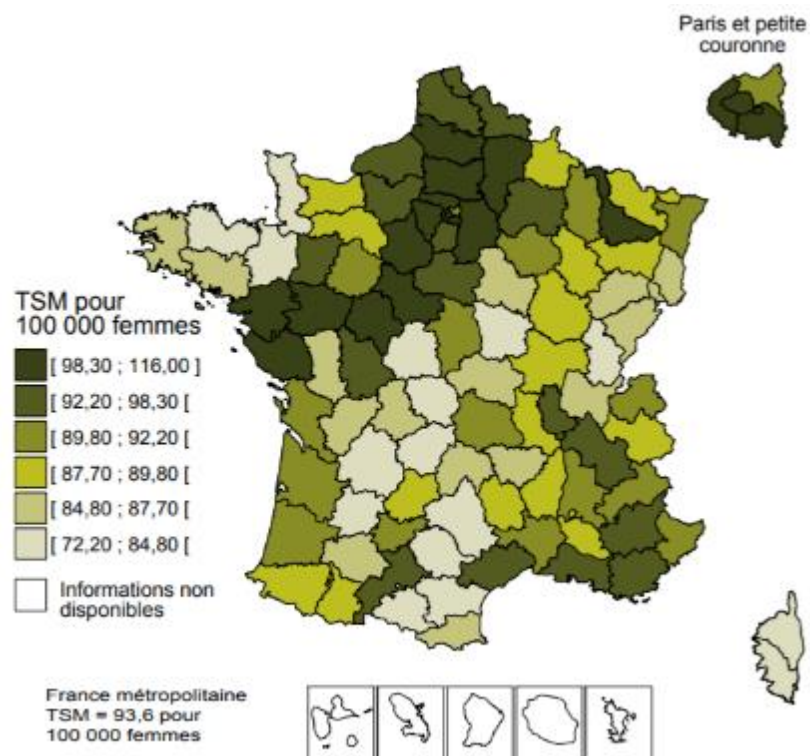 Paris et petite
couronne
TSM pour
100 000 femmes
[ 98,30 ; 116,00 ]
[ 92,20 ; 98,30 [
[ 89,80 ; 92,20 [
[ 87,70 ; 89,80 [
[ 84,80 ; 87,70 [
[ 72,20 ; 84,80 [
Informations non
disponibles
France métropolitaine
TSM = 93,6 pour
100 000 femmes